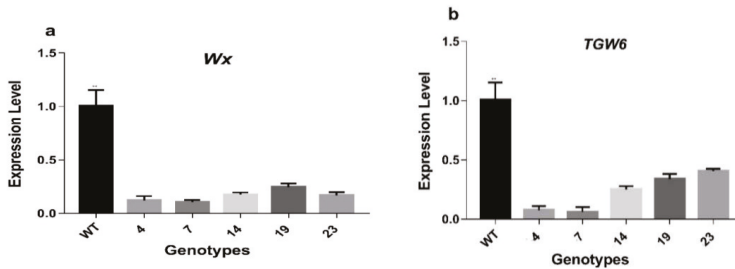 a
Wx
Expression Level
1.5
1.0
0.5
0.0
WT
4
7
14
19
23
Genotypes
b
TGW6
Expression Level
1.5
1.0
0.5
0.0
WT
4
7
14
19
23
Genotypes